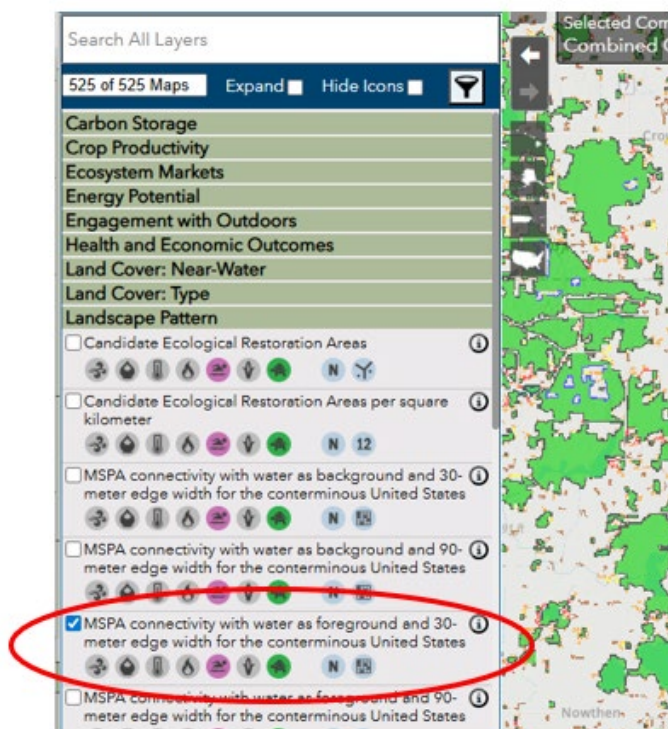 Search All Layers
525 of 525 Maps Expand Hide Icons
Carbon Storage
Crop Productivity
Ecosystem Markets
Energy Potential
Engagement with Outdoors
Health and Economic Outcomes
Land Cover: Near-Water
Land Cover: Type
Landscape Pattern
Candidate Ecological Restoration Areas
N
Candidate Ecological Restoration Areas per square
kilometer
N 12
MSPA connectivity with water as background and 30-
meter edge width for the conterminous United States
N
MSPA connectivity with water as background and 90-
meter edge width for the conterminous United States
N
MSPA connectivity with water as foreground and 30-
meter edge width for the conterminous United States
N
MSPA connectivity with water as foreground and 90-
meter edge width for the conterminous United States
Selected Com
Combined
Cro
Nowthen